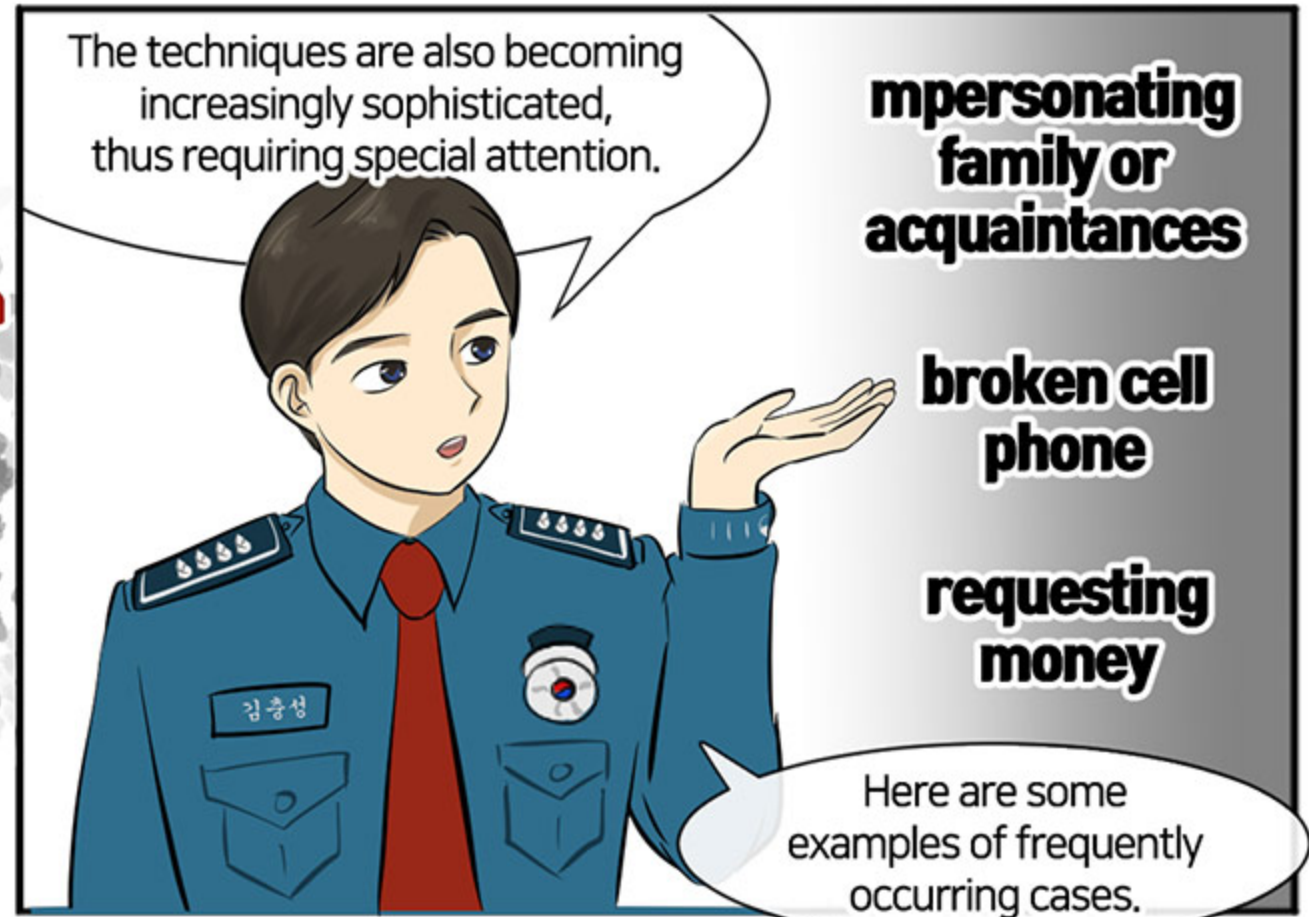 The techniques are also becoming
increasingly sophisticated,
thus requiring special attention.
mpersonating
family or
acquaintances
broken cell
phone
requesting
money
김충성
Here are some
examples of frequently
occurring cases.